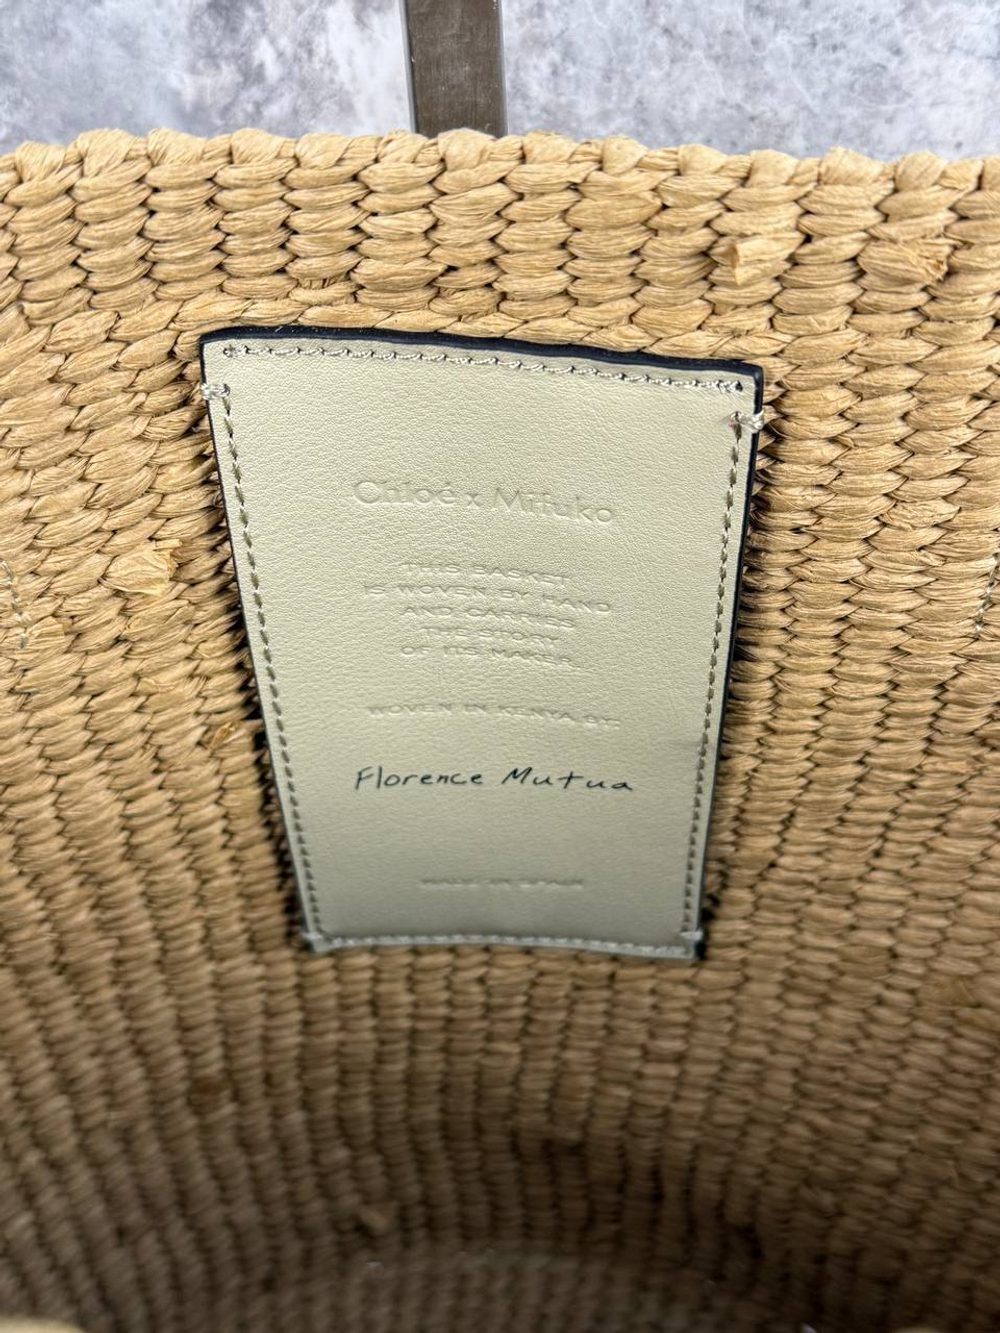 Chloé x Mifuko
THIS BASKET
IS WOVEN BY HAND
AND CARRIES
THE STORY
OF ITS MAKER.
WOVEN IN KENYA BY:
Florence Mutua
MADE IN SPAIN